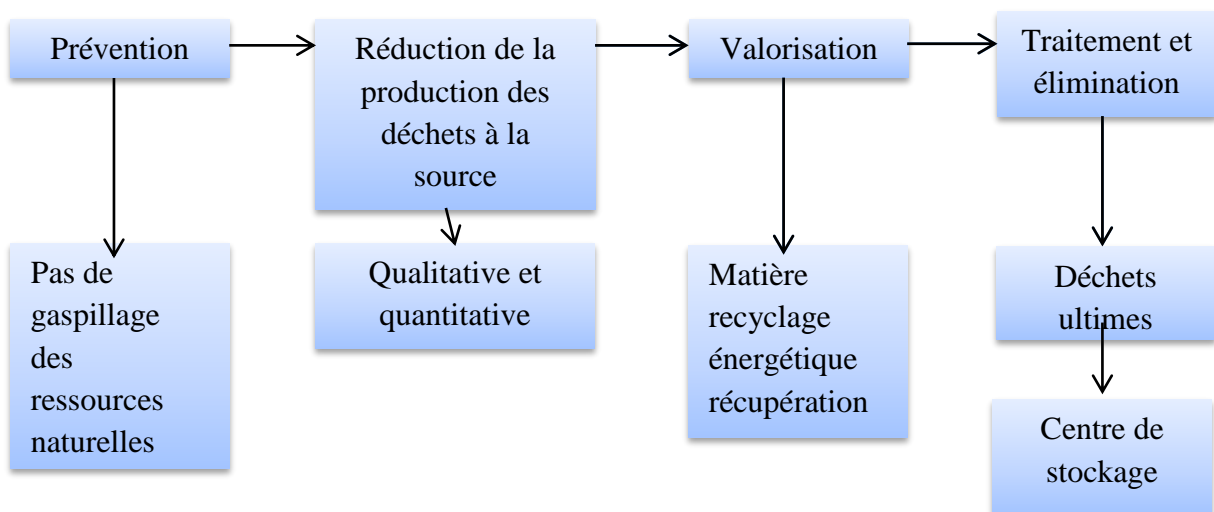 Prévention
Réduction de la
production des
déchets à la
source
Valorisation
Traitement et
élimination
Pas de
gaspillage
des
ressources
naturelles
Qualitative et
quantitative
Matière
recyclage
énergétique
récupération
Déchets
ultimes
Centre de
stockage